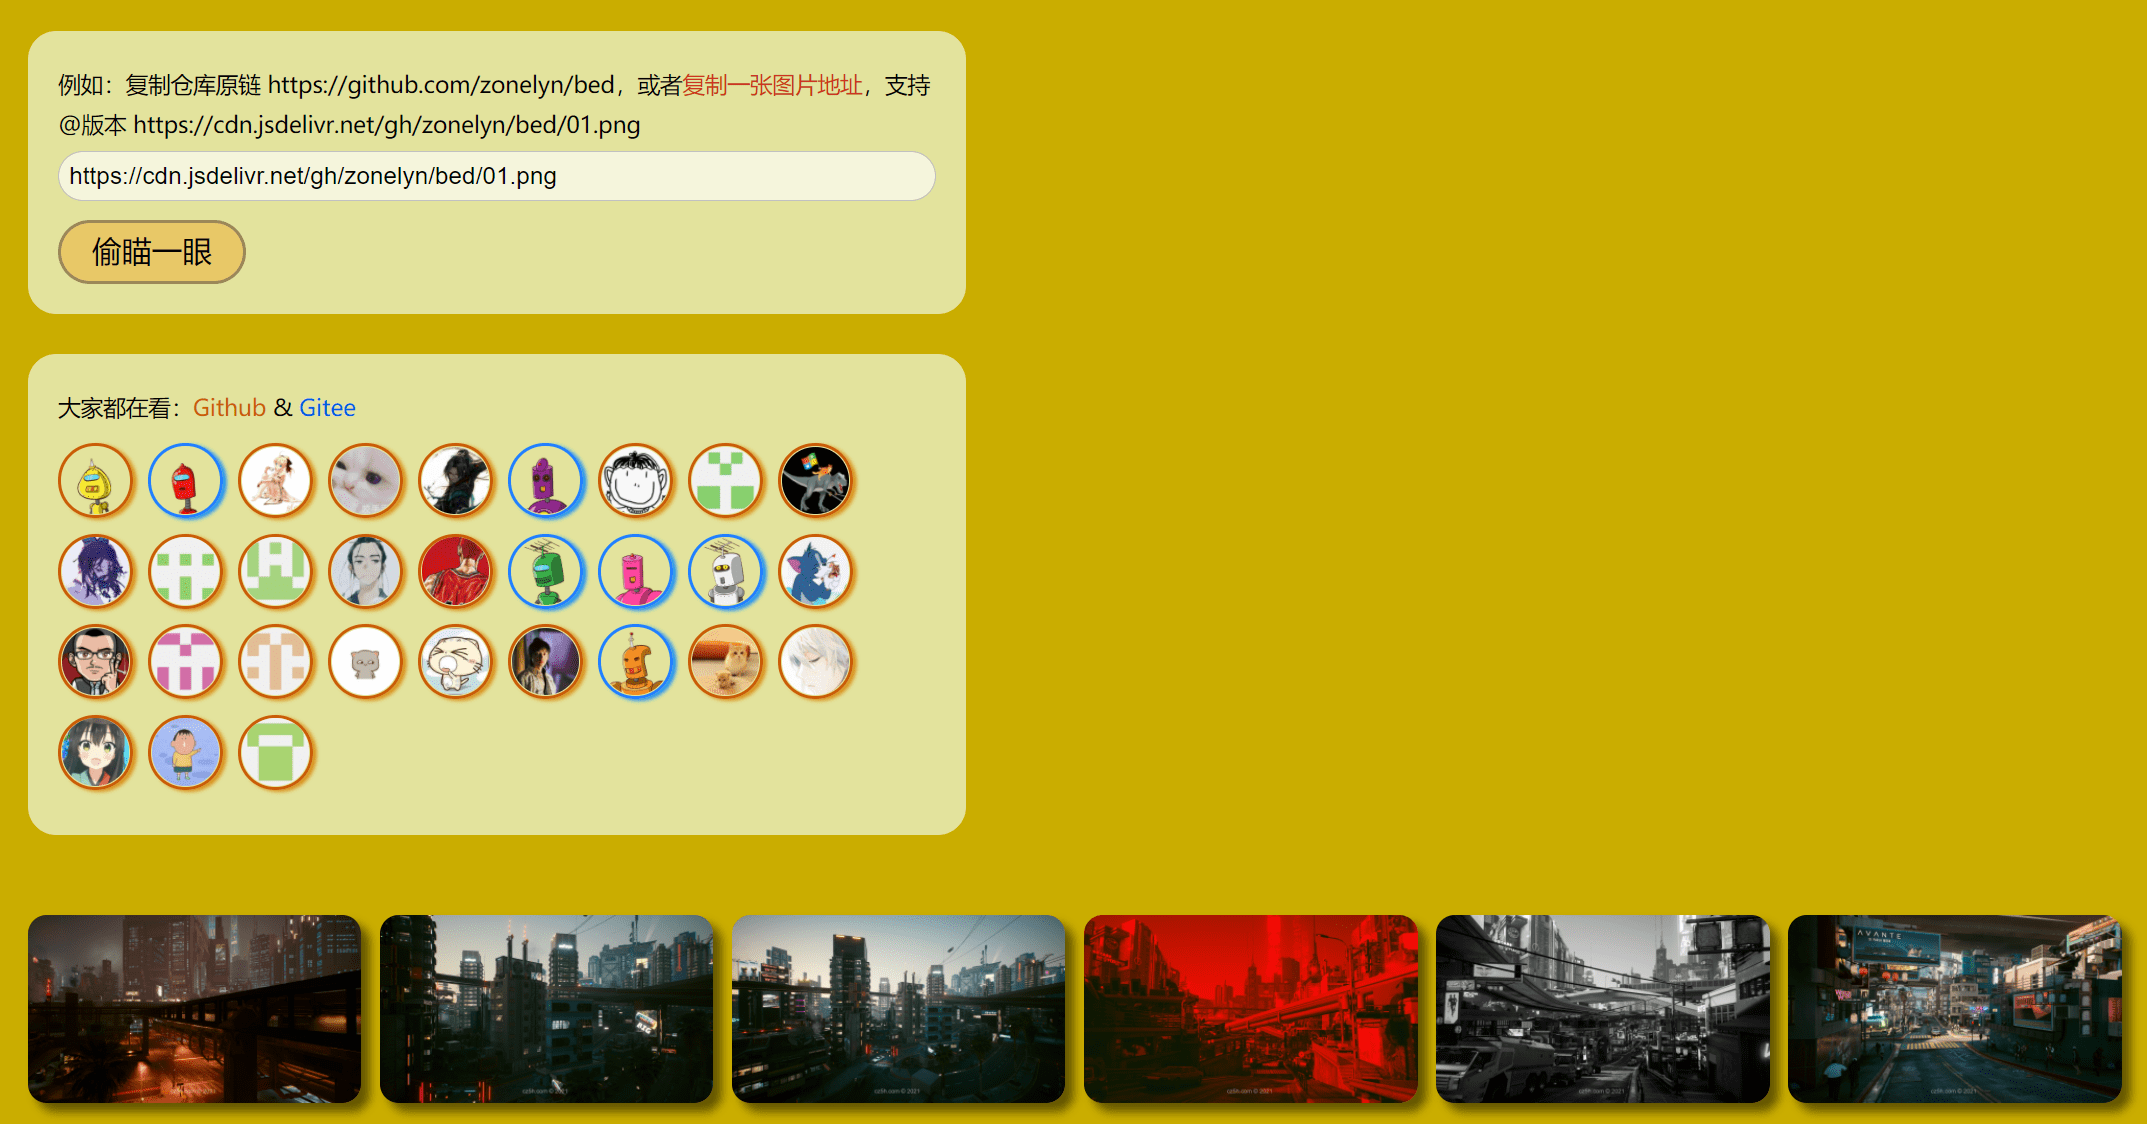 例如：复制仓库原链 https://github.com/zonelyn/bed，或者复制一张图片地址，支持
@版本 https://cdn.jsdelivr.net/gh/zonelyn/bed/01.png
https://cdn.jsdelivr.net/gh/zonelyn/bed/01.png
偷瞄一眼
大家都在看：Github & Gitee
AVANTE